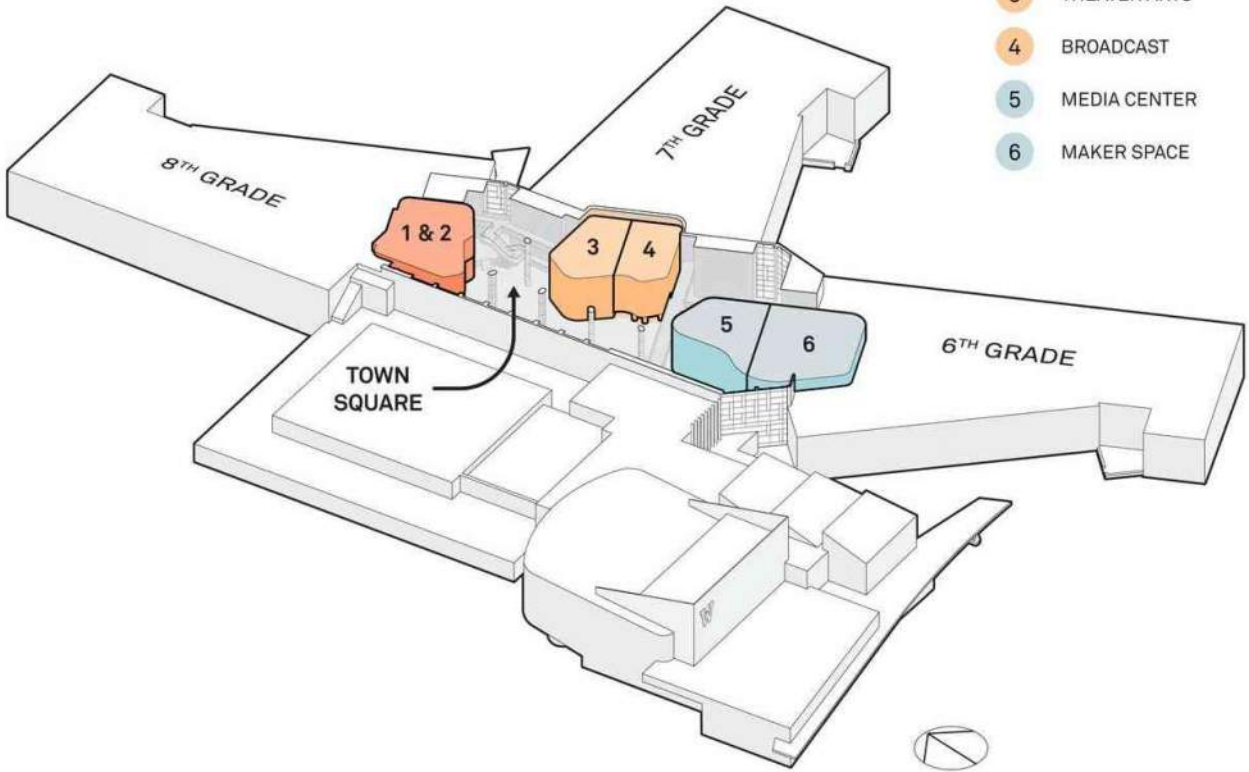 4 BROADCAST
5 MEDIA CENTER
6 MAKER SPACE
7TH GRADE
8TH GRADE
1 & 2
3
4
5
6
6TH GRADE
TOWN
SQUARE
W